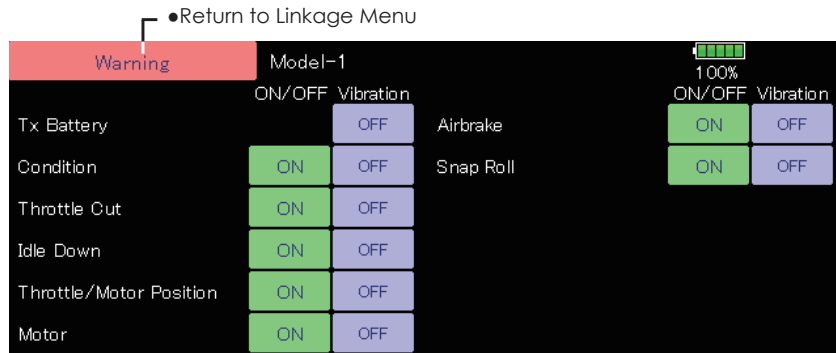 ●Return to Linkage Menu
Warning Model-1 100%
ON/OFF Vibration ON/OFF Vibration
Tx Battery OFF Airbrake ON OFF
Condition ON OFF Snap Roll ON OFF
Throttle Cut ON OFF
Idle Down ON OFF
Throttle/Motor Position ON OFF
Motor ON OFF